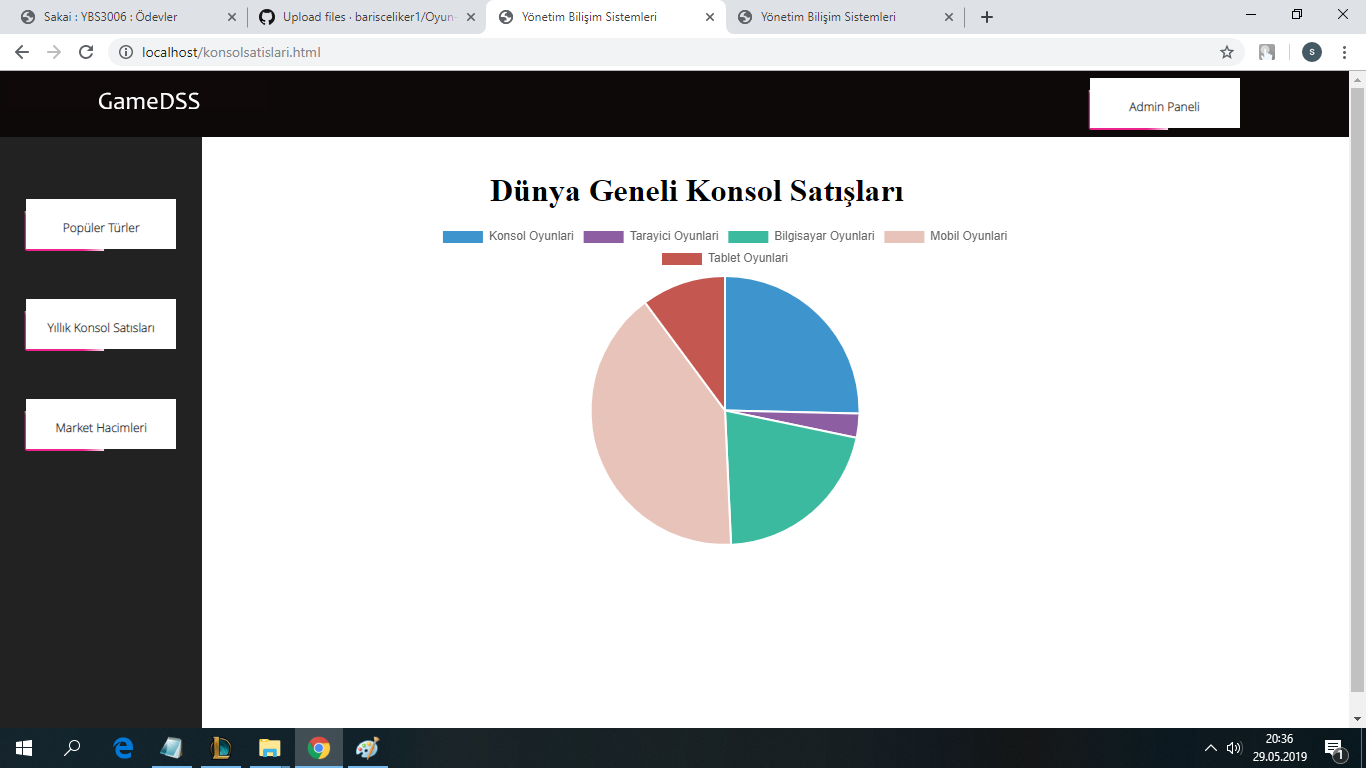 Sakai : YBS3006 : Ödevler
Upload files · barisceliker1/Oyun-
Yönetim Bilişim Sistemleri
Yönetim Bilişim Sistemleri
localhost/konsolsatislari.html
s
GameDSS
Admin Paneli
Popüler Türler
Yıllık Konsol Satısları
Market Hacimleri
Dünya Geneli Konsol Satışları
Konsol Oyunlari Tarayici Oyunlari Bilgisayar Oyunlari Mobil Oyunlari
Tablet Oyunlari
20:36
29.05.2019
1